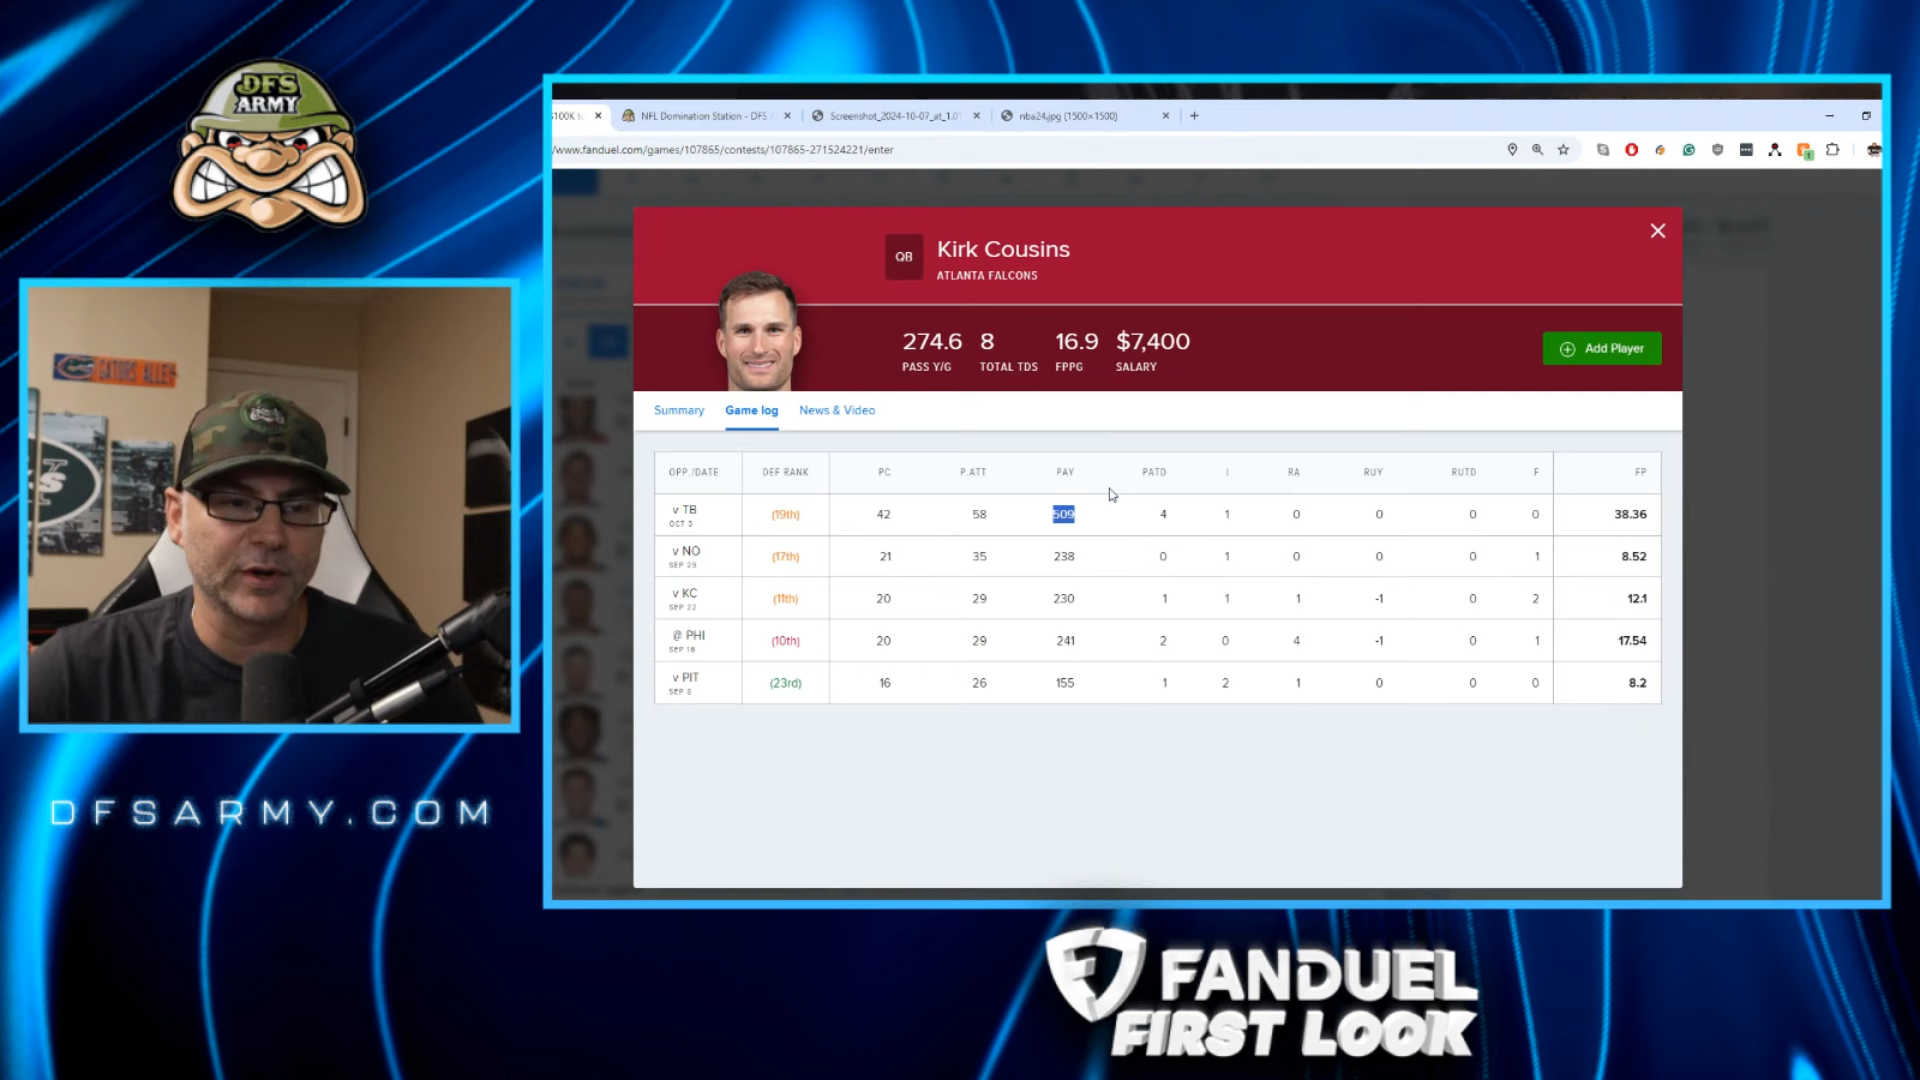 DFS
ARMY
GATORS ALLEY
DFSARMY.COM
NFL Domination Station - DFS
Screenshot_2024-10-07_at_1.0
nba24.jpg (1500×1500)
/www.fanduel.com/games/107865/contests/107865-271524221/enter
QB
Kirk Cousins
ATLANTA FALCONS
274.6 8 16.9 $7,400
PASS Y/G TOTAL TDS FPPG SALARY
Add Player
Summary Game log News & Video
OPP./DATE DEF RANK PC P.ATT PAY PATD I RA RUY RUTD F FP
v TB (19th) 42 58 509 4 1 0 0 0 0 38.36
OCT 3
v NO (17th) 21 35 238 0 1 0 0 0 1 8.52
SEP 29
v KC (11th) 20 29 230 1 1 1 -1 0 2 12.1
SEP 22
@ PHI (10th) 20 29 241 2 0 4 -1 0 1 17.54
SEP 16
v PIT (23rd) 16 26 155 1 2 1 0 0 0 8.2
SEP 8
FANDUEL
FIRST LOOK